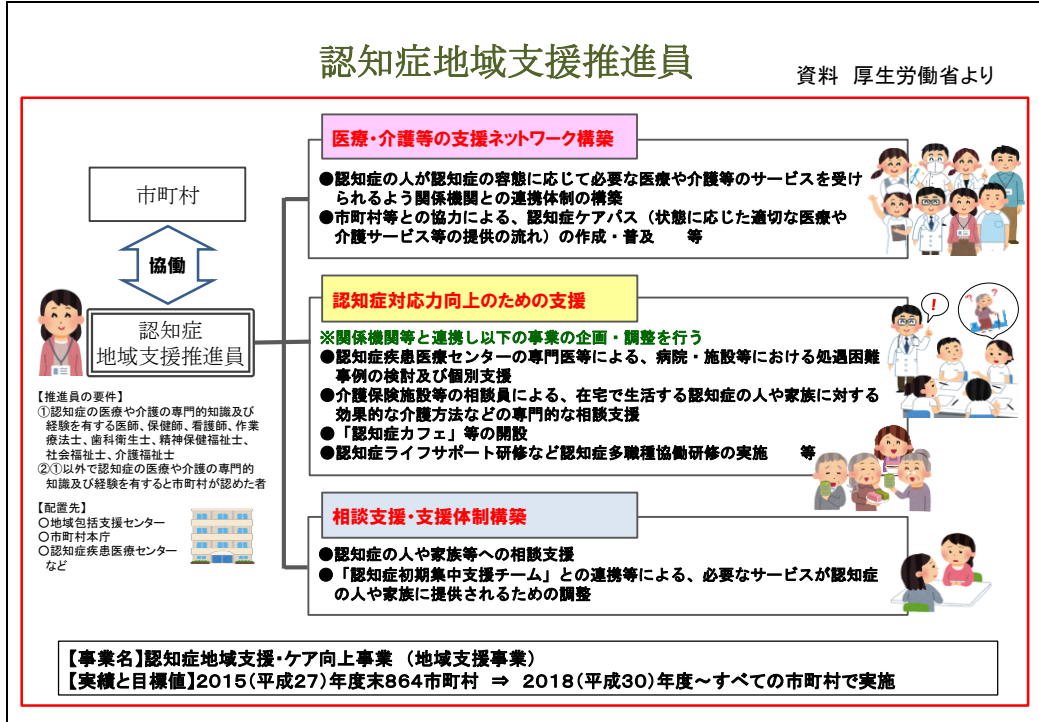 認知症地域支援推進員
資料 厚生労働省より
市町村
協働
認知症
地域支援推進員
【推進員の要件】
①認知症の医療や介護の専門的知識及び
経験を有する医師、保健師、看護師、作業
療法士、歯科衛生士、精神保健福祉士、
社会福祉士、介護福祉士
②①以外で認知症の医療や介護の専門的
知識及び経験を有すると市町村が認めた者
【配置先】
○地域包括支援センター
○市町村本庁
○認知症疾患医療センター
など
医療・介護等の支援ネットワーク構築
●認知症の人が認知症の容態に応じて必要な医療や介護等のサービスを受け
られるよう関係機関との連携体制の構築
●市町村等との協力による、認知症ケアパス（状態に応じた適切な医療や
介護サービス等の提供の流れ）の作成・普及　　等
認知症対応力向上のための支援
※関係機関等と連携し以下の事業の企画・調整を行う
●認知症疾患医療センターの専門医等による、病院・施設等における処遇困難
事例の検討及び個別支援
●介護保険施設等の相談員による、在宅で生活する認知症の人や家族に対する
効果的な介護方法などの専門的な相談支援
●「認知症カフェ」等の開設
●認知症ライフサポート研修など認知症多職種協働研修の実施　　等
!
? ?
相談支援・支援体制構築
●認知症の人や家族等への相談支援
●「認知症初期集中支援チーム」との連携等による、必要なサービスが認知症
の人や家族に提供されるための調整
【事業名】認知症地域支援・ケア向上事業　（地域支援事業）
【実績と目標値】2015（平成27）年度末864市町村　⇒　2018（平成30）年度～すべての市町村で実施